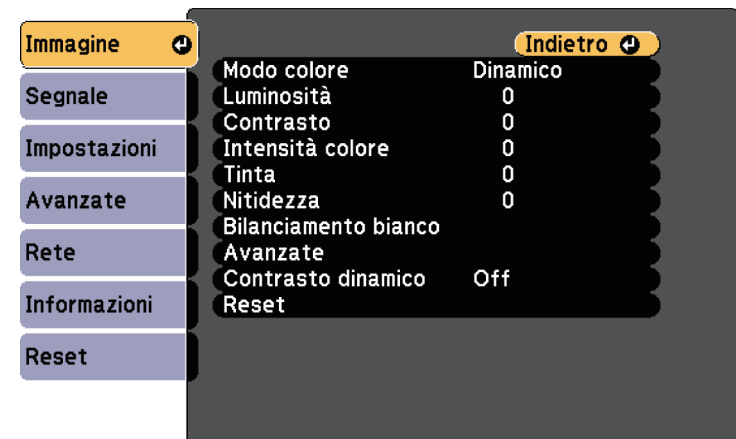 Immagine
Segnale
Impostazioni
Avanzate
Rete
Informazioni
Reset
Indietro
Modo colore Dinamico
Luminosità 0
Contrasto 0
Intensità colore 0
Tinta 0
Nitidezza 0
Bilanciamento bianco
Avanzate
Contrasto dinamico Off
Reset